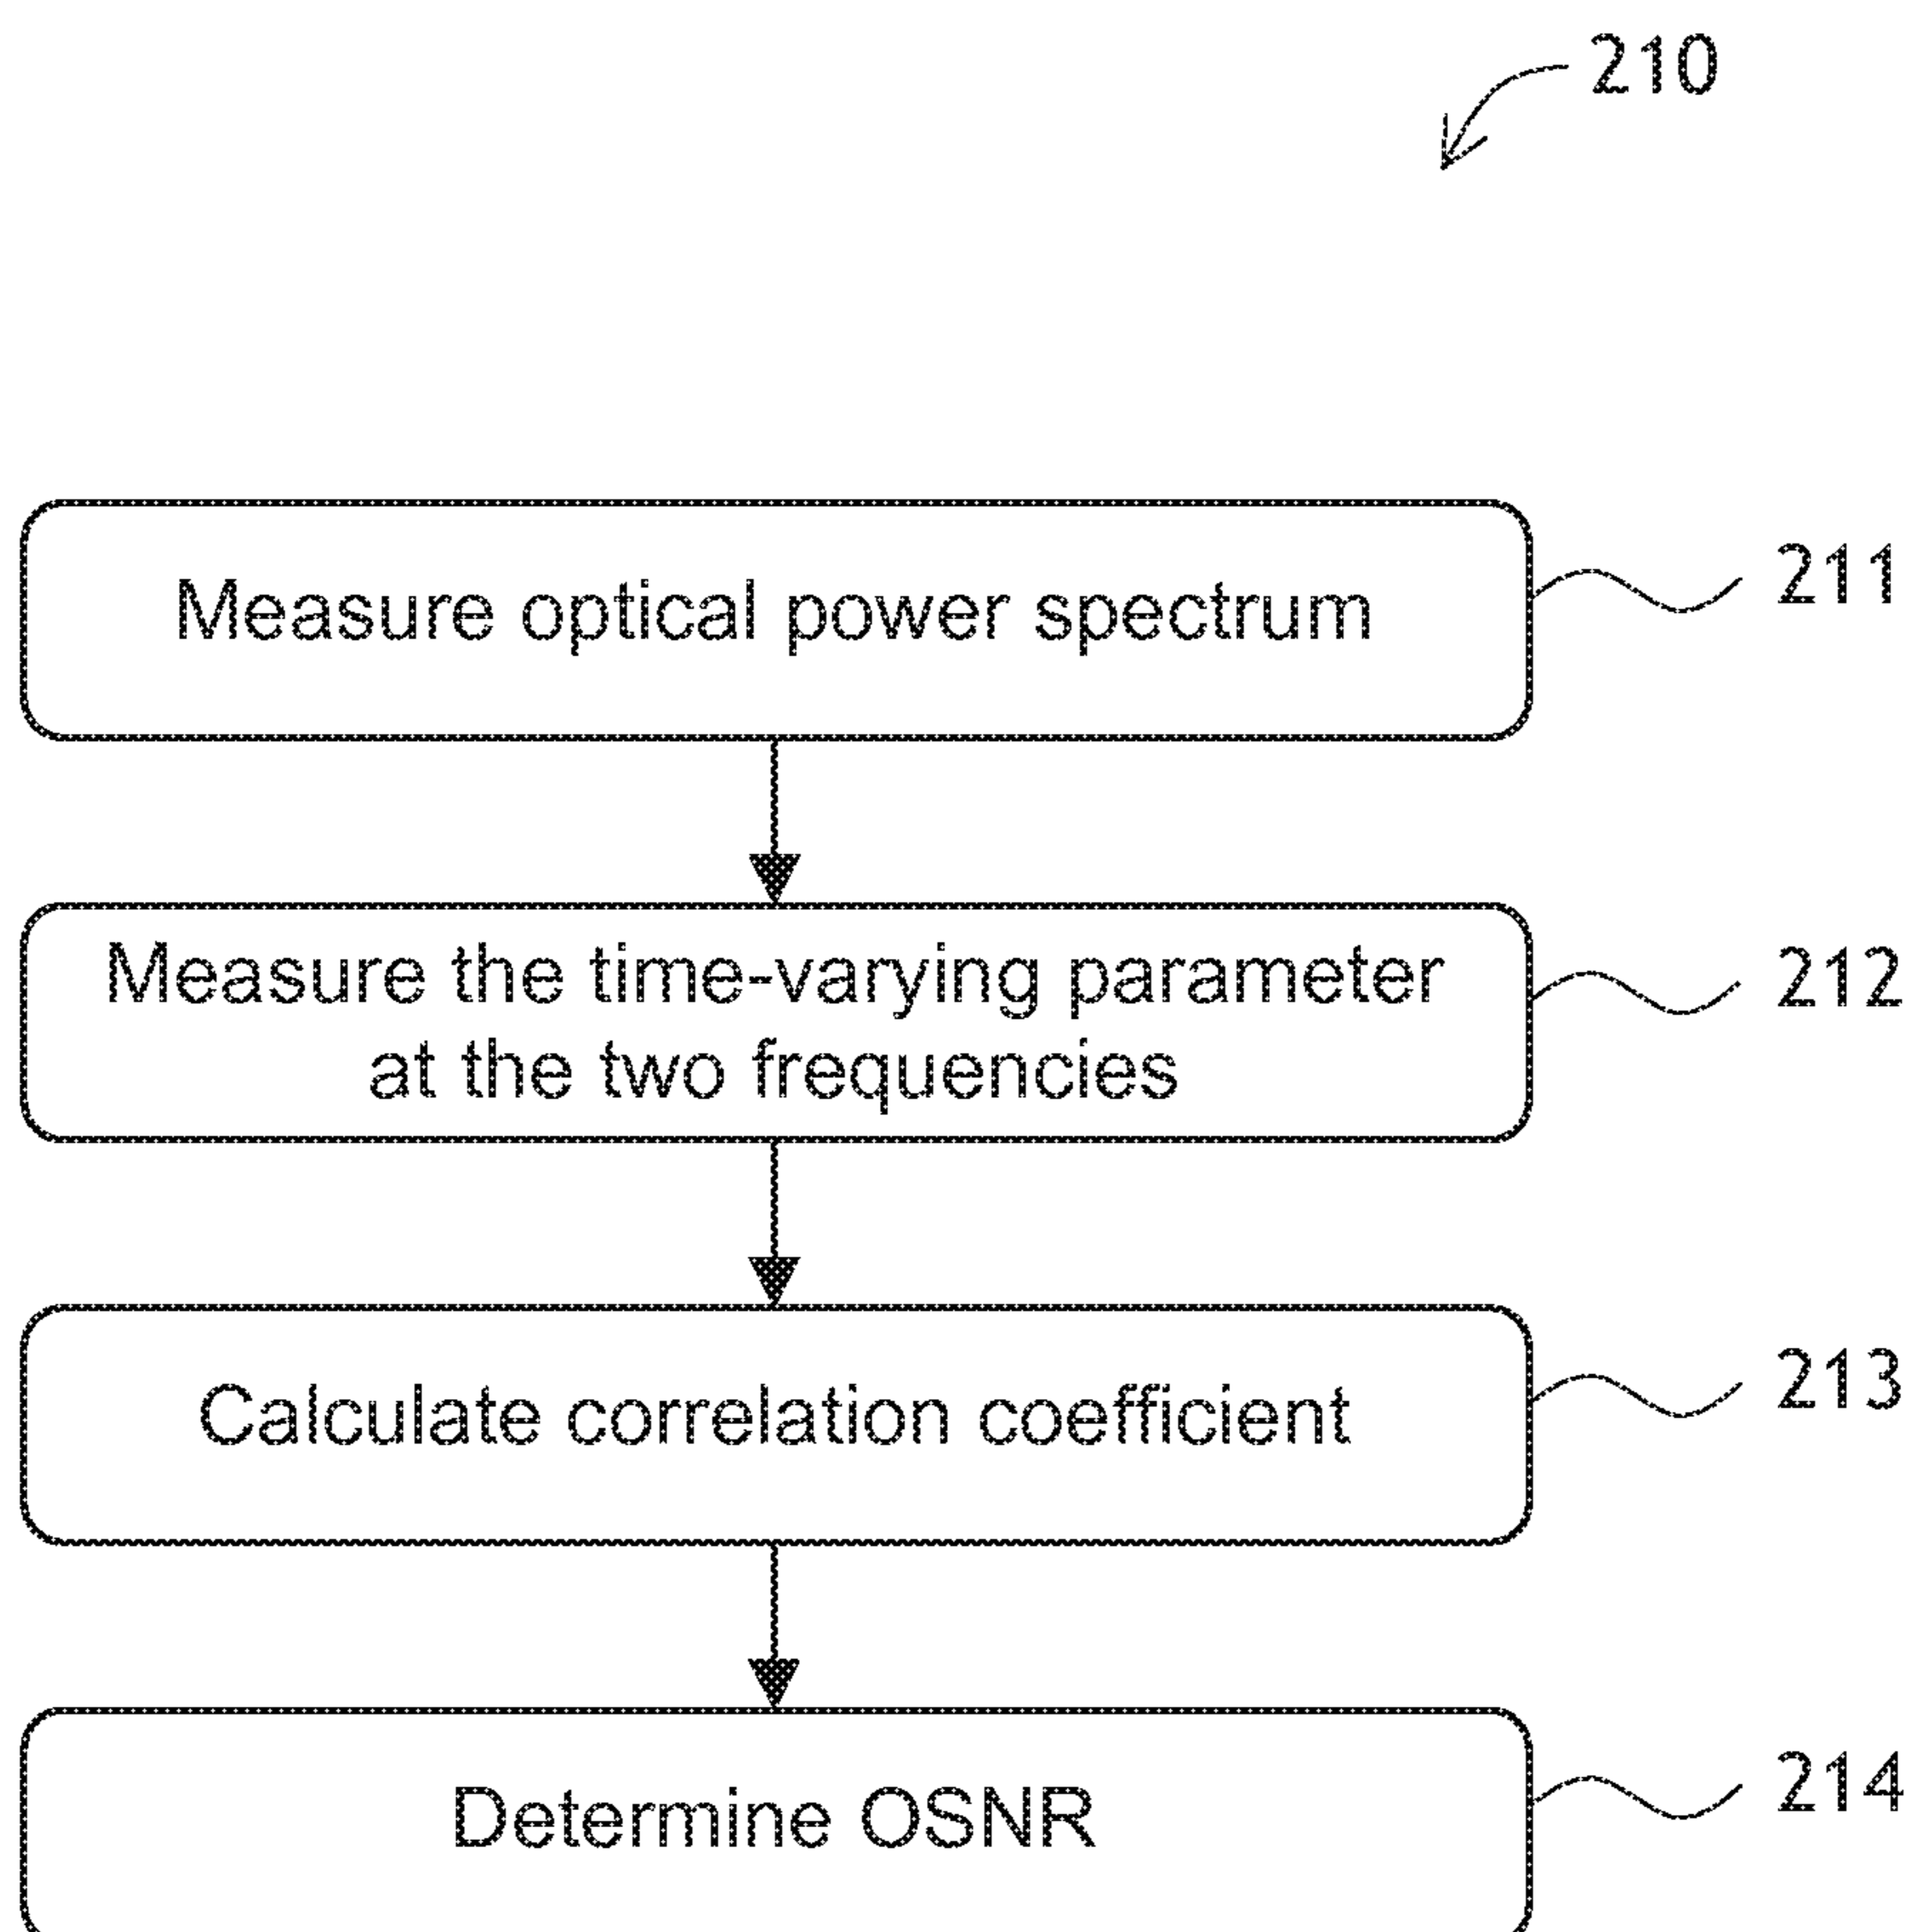 210
Measure optical power spectrum
211
Measure the time-varying parameter
at the two frequencies
212
Calculate correlation coefficient
213
Determine OSNR
214